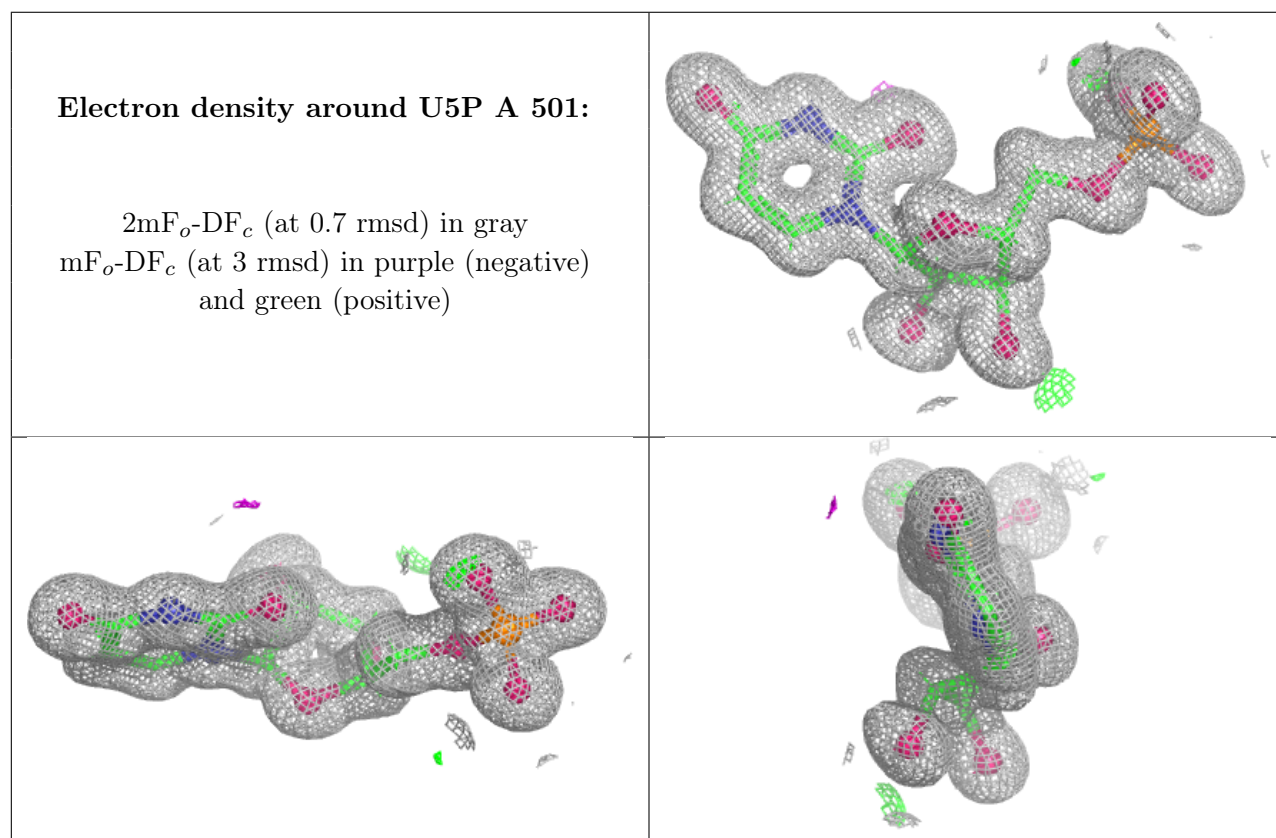 Electron density around U5P A 501:
2mFo-DFc (at 0.7 rmsd) in gray
mFo-DFc (at 3 rmsd) in purple (negative)
and green (positive)